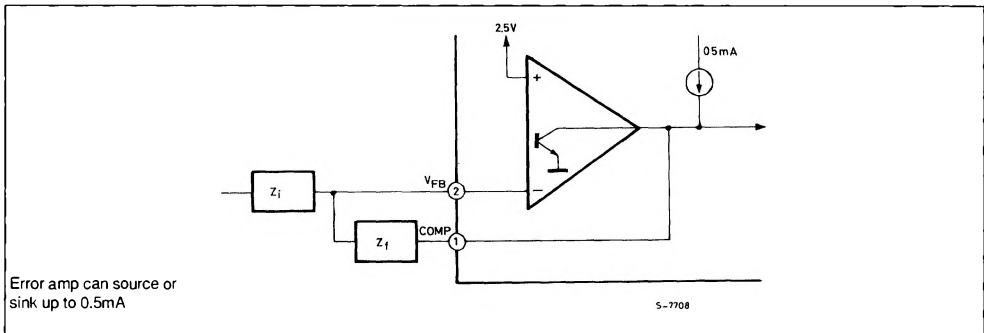 2.5V
05mA
+
Zi
VFB
2
−
Zf
COMP
1
Error amp can source or
sink up to 0.5mA
S-7708